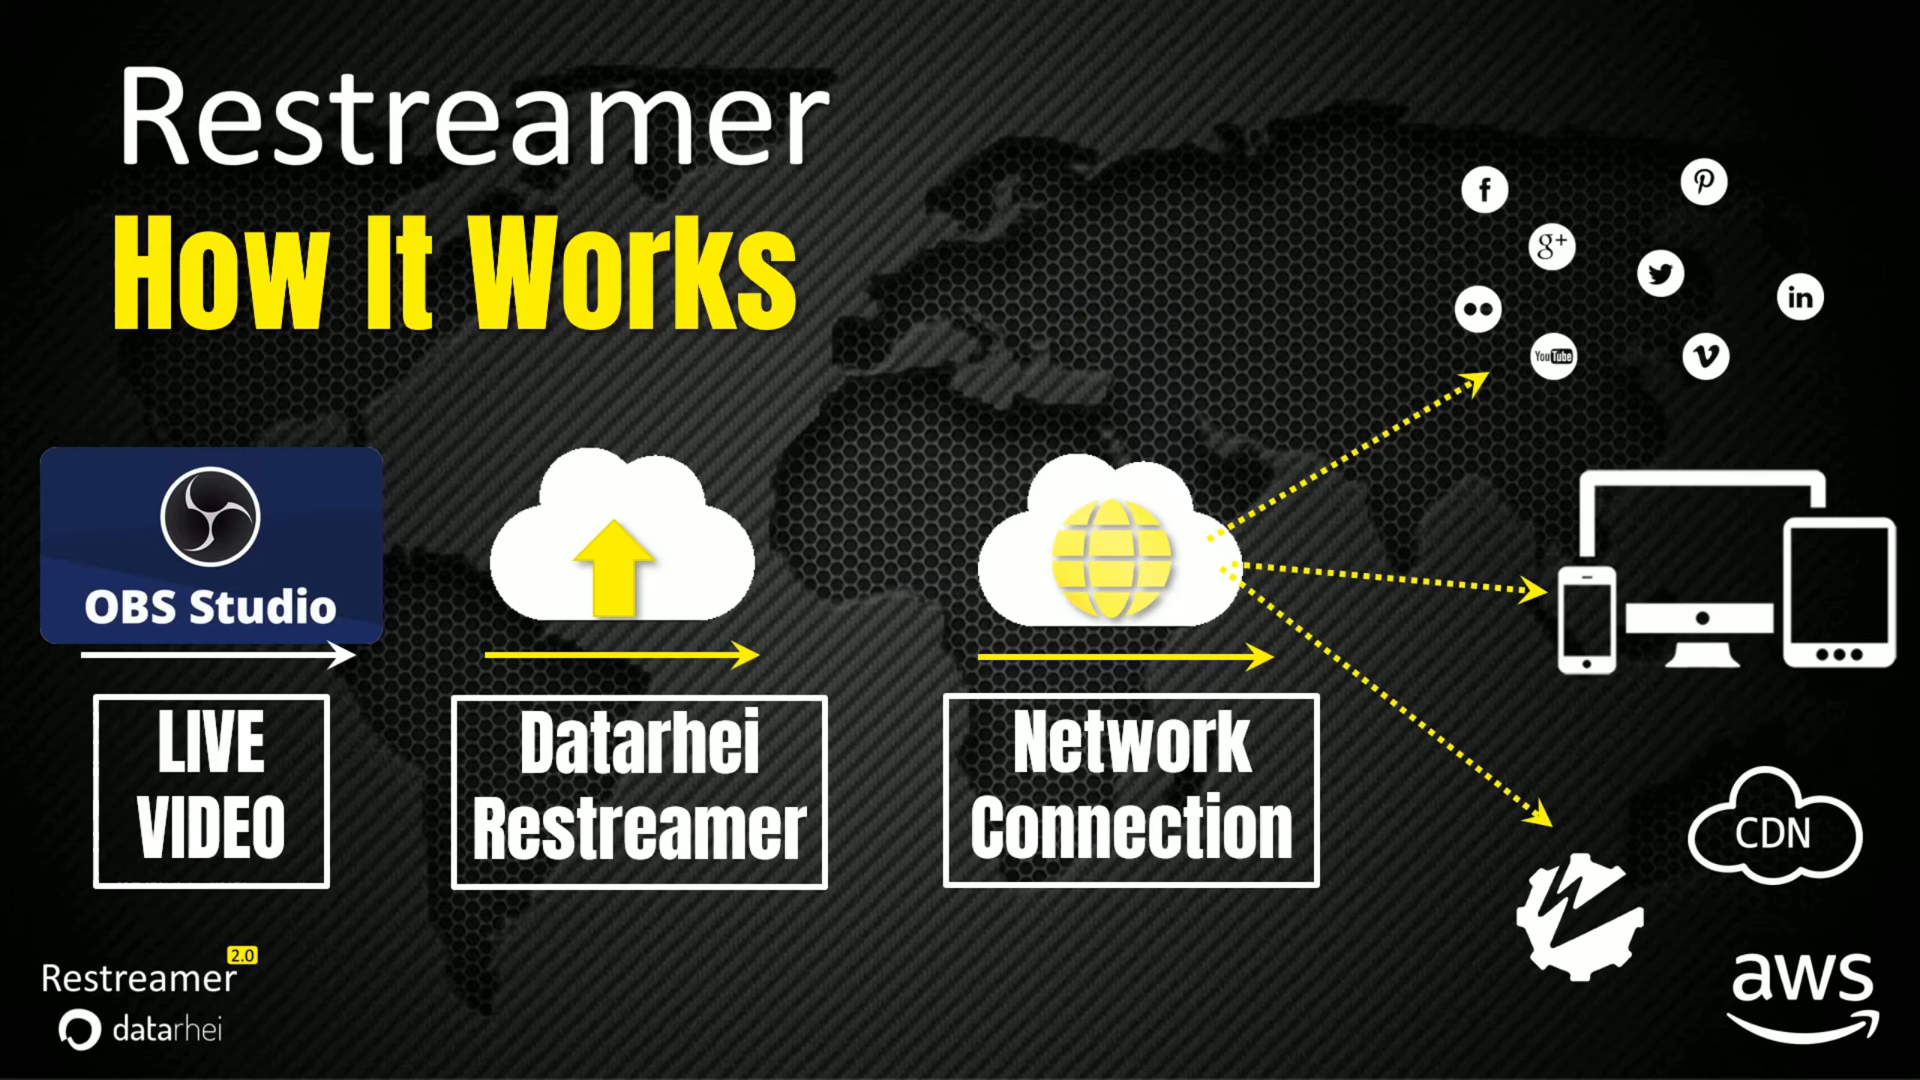 Restreamer
How It Works
f
g+
in
You Tube
OBS Studio
LIVE
VIDEO
Datarhei
Restreamer
Network
Connection
CDN
aws
Restreamer 2.0
datarhei